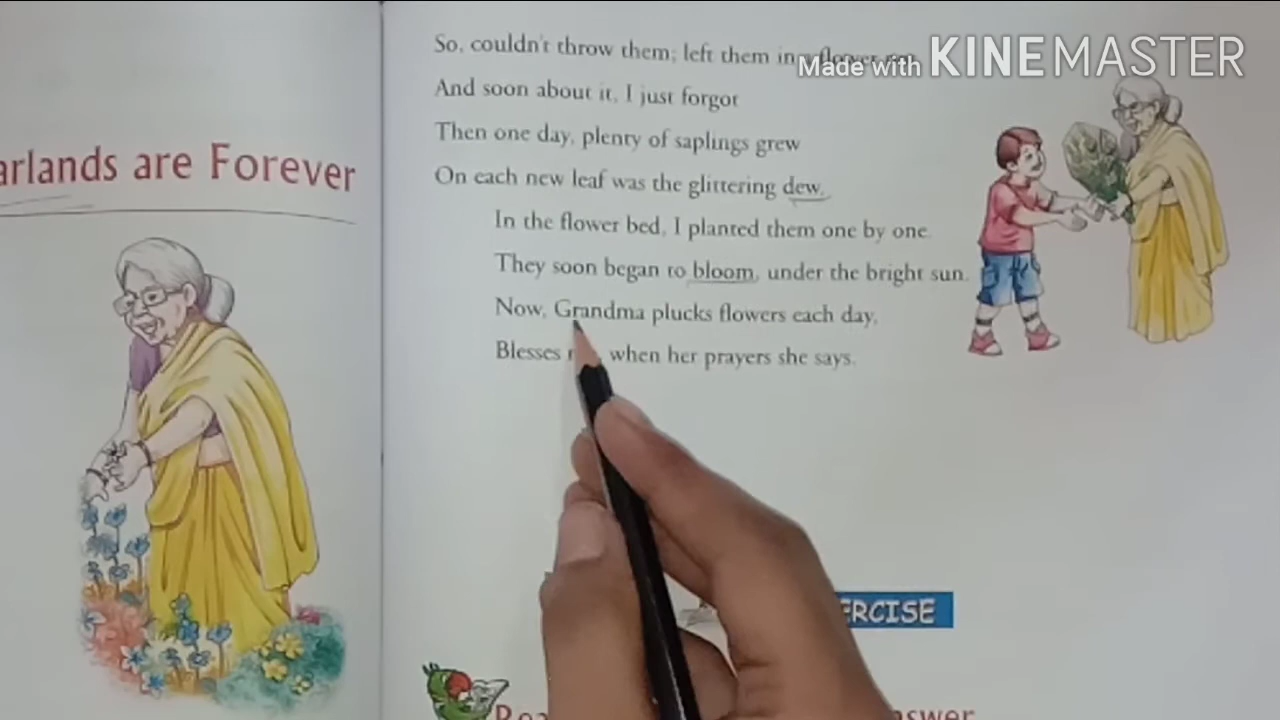 arlands are Forever
So, couldn't throw them; left them in a flower
Made with KINEMASTER
And soon about it, I just forgot
Then one day, plenty of saplings grew
On each new leaf was the glittering dew.
In the flower bed, I planted them one by one.
They soon began to bloom, under the bright sun.
Now, Grandma plucks flowers each day,
Blesses when her prayers she says.
ERCISE